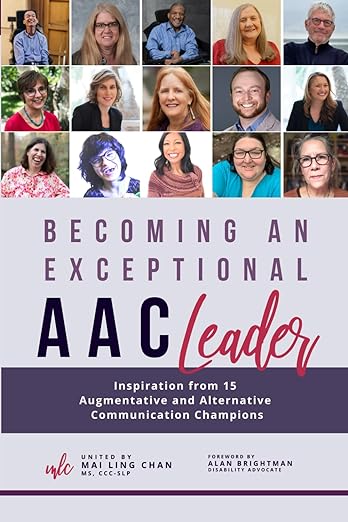 BECOMING AN
EXCEPTIONAL
AAC Leader
Inspiration from 15
Augmentative and Alternative
Communication Champions
mlc
UNITED BY
MAI LING CHAN
MS, CCC-SLP
FOREWORD BY
ALAN BRIGHTMAN
DISABILITY ADVOCATE